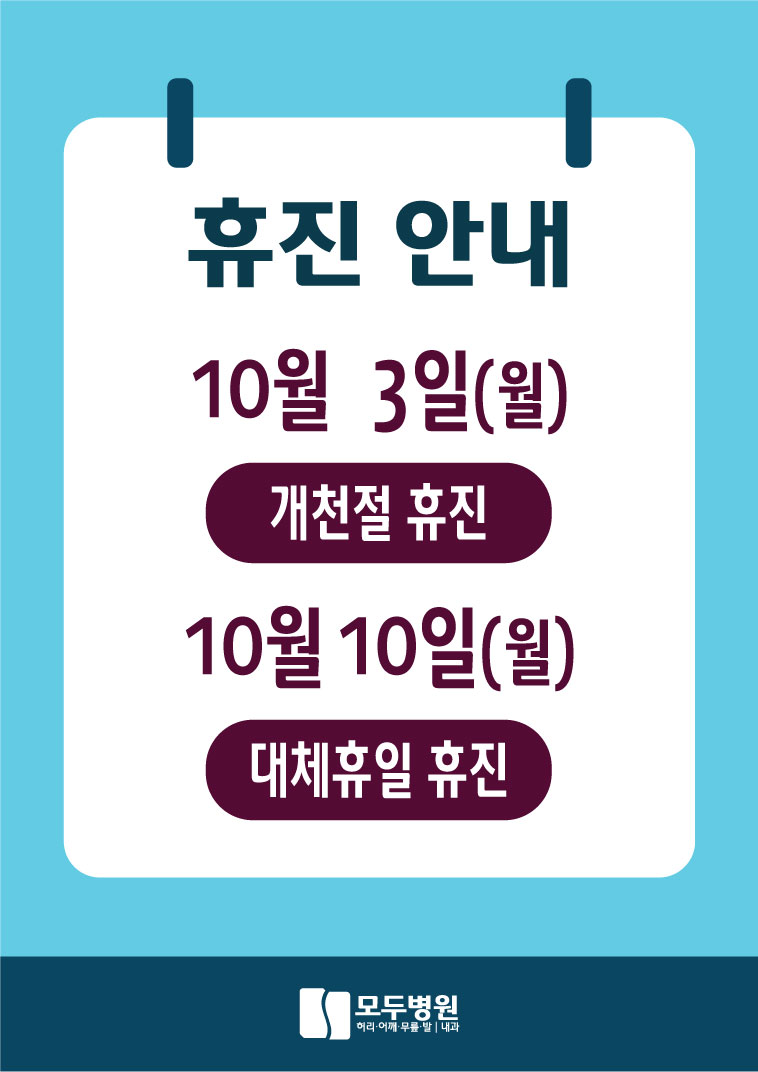 휴진 안내
10월 3일(월)
개천절 휴진
10월 10일(월)
대체휴일 휴진
모두병원
허리·어깨·무릎·발 | 내과